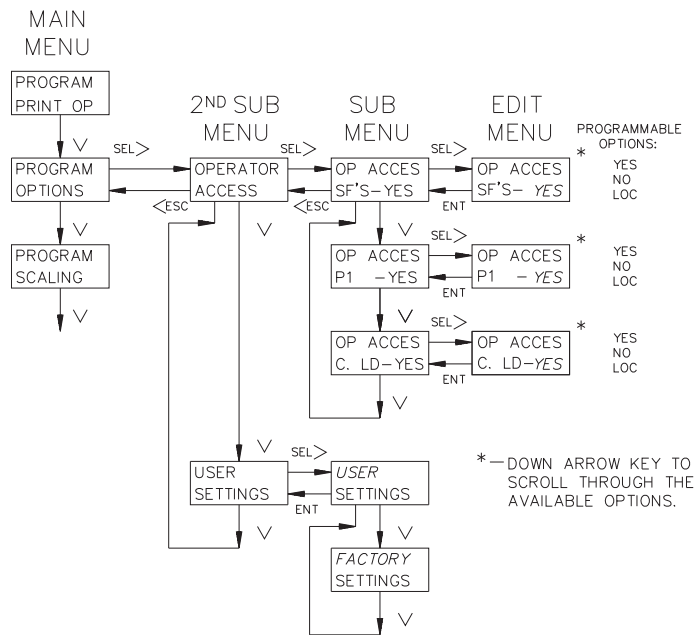 MAIN
MENU
PROGRAM
PRINT OP
2ND SUB
MENU
SUB
MENU
EDIT
MENU
PROGRAMMABLE
OPTIONS:
SEL>
SEL>
SEL>
PROGRAM
OPTIONS
OPERATOR
ACCESS
OP ACCES
SF'S-YES
OP ACCES
SF'S- YES
*
YES
NO
LOC
<ESC
<ESC
ENT
PROGRAM
SCALING
SEL>
OP ACCES
P1 -YES
OP ACCES
P1 -YES
*
YES
NO
LOC
ENT
SEL>
OP ACCES
C. LD-YES
OP ACCES
C. LD-YES
*
YES
NO
LOC
ENT
SEL>
USER
SETTINGS
USER
SETTINGS
ENT
*-DOWN ARROW KEY TO
SCROLL THROUGH THE
AVAILABLE OPTIONS.
FACTORY
SETTINGS